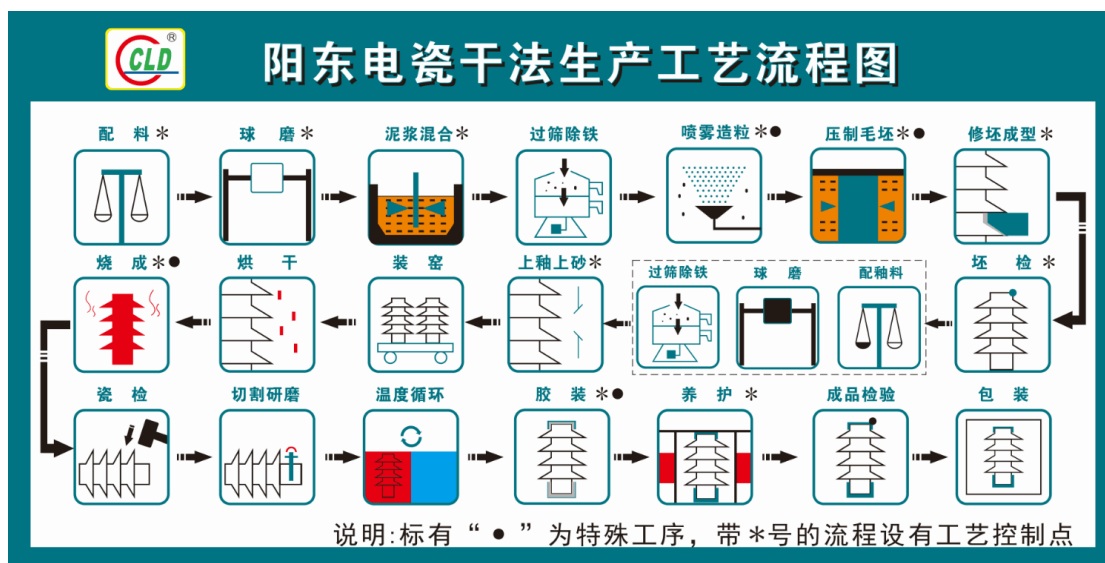 CLD®
阳东电瓷干法生产工艺流程图
配 料＊
球 磨＊
泥浆混合＊
过筛除铁
喷雾造粒＊●
压制毛坯＊●
修坯成型＊
烧 成＊●
烘 干
装 窑
上釉上砂＊
过筛除铁
球 磨
配釉料
坯 检＊
瓷 检
切割研磨
温度循环
胶 装＊●
养 护＊
成品检验
包 装
说明:标有“●”为特殊工序，带＊号的流程设有工艺控制点